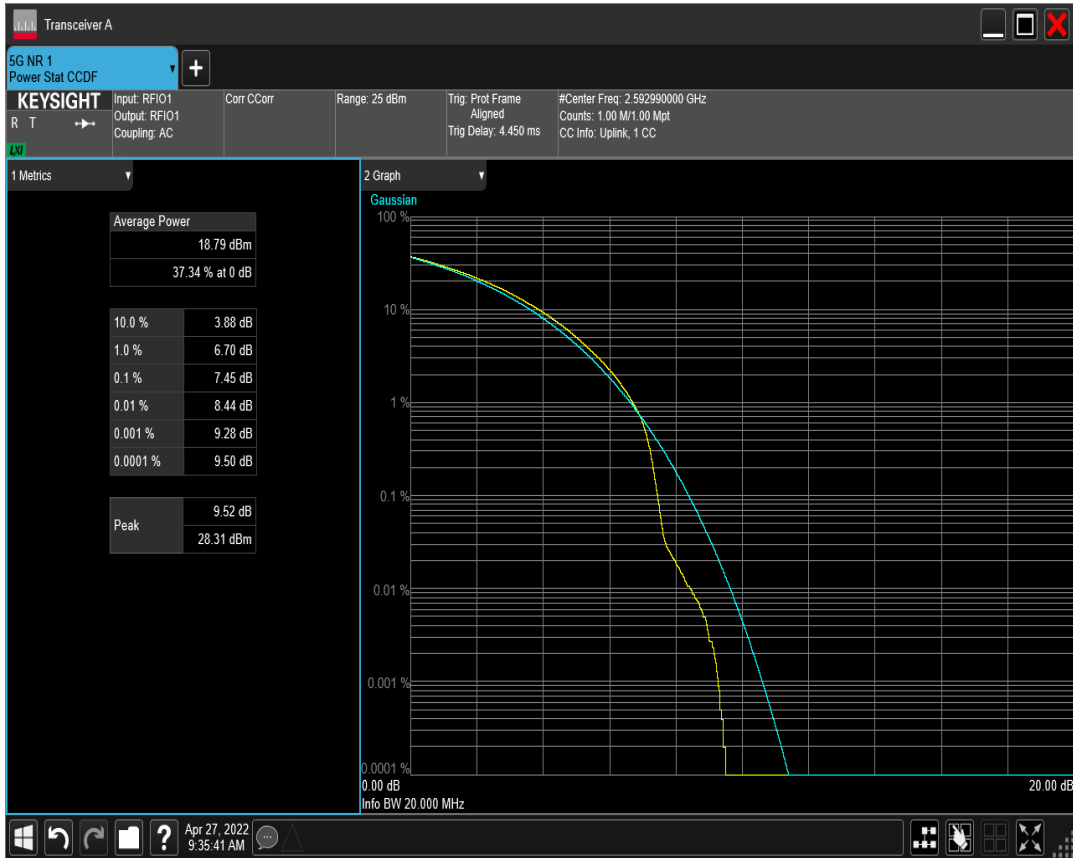 Transceiver A
5G NR 1
Power Stat CCDF
KEYSIGHT
R T
LXI
Input: RFIO1
Output: RFIO1
Coupling: AC
Corr CCorr
Range: 25 dBm
Trig: Prot Frame
Aligned
Trig Delay: 4.450 ms
#Center Freq: 2.592990000 GHz
Counts: 1.00 M/1.00 Mpt
CC Info: Uplink, 1 CC
1 Metrics
Average Power
18.79 dBm
37.34 % at 0 dB
10.0 % 3.88 dB
1.0 % 6.70 dB
0.1 % 7.45 dB
0.01 % 8.44 dB
0.001 % 9.28 dB
0.0001 % 9.50 dB
Peak 9.52 dB
28.31 dBm
2 Graph
Gaussian
100 %
10 %
1 %
0.1 %
0.01 %
0.001 %
0.0001 %
0.00 dB 20.00 dB
Info BW 20.000 MHz
? Apr 27, 2022
9:35:41 AM